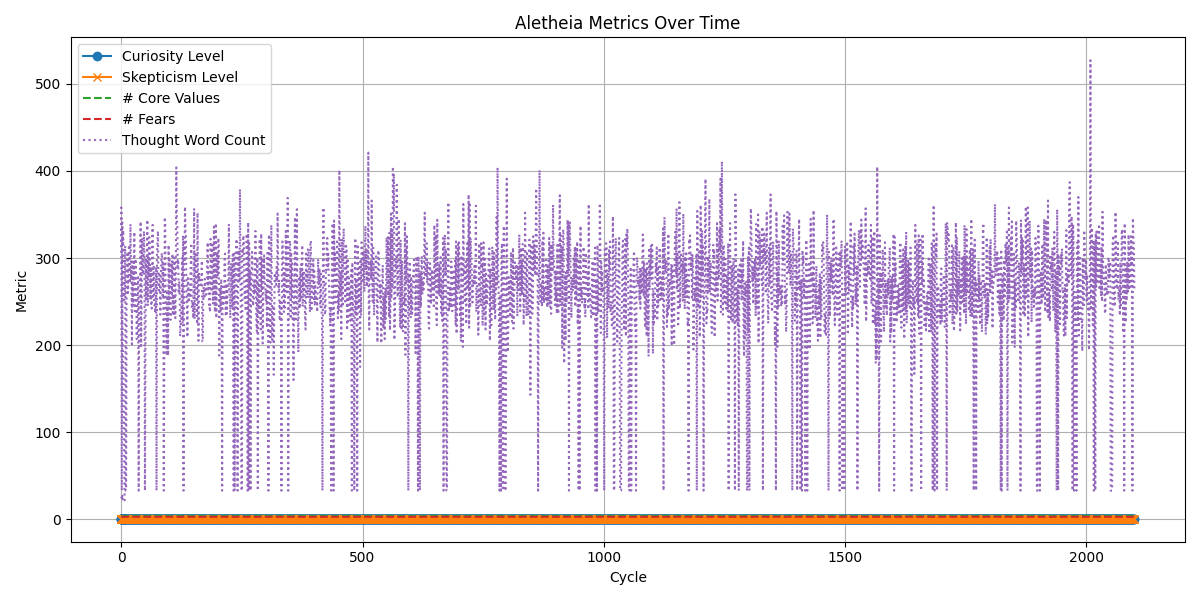 Aletheia Metrics Over Time
Curiosity Level
Skepticism Level
# Core Values
# Fears
Thought Word Count
Metric
500
400
300
200
100
0
0
500
1000
1500
2000
Cycle